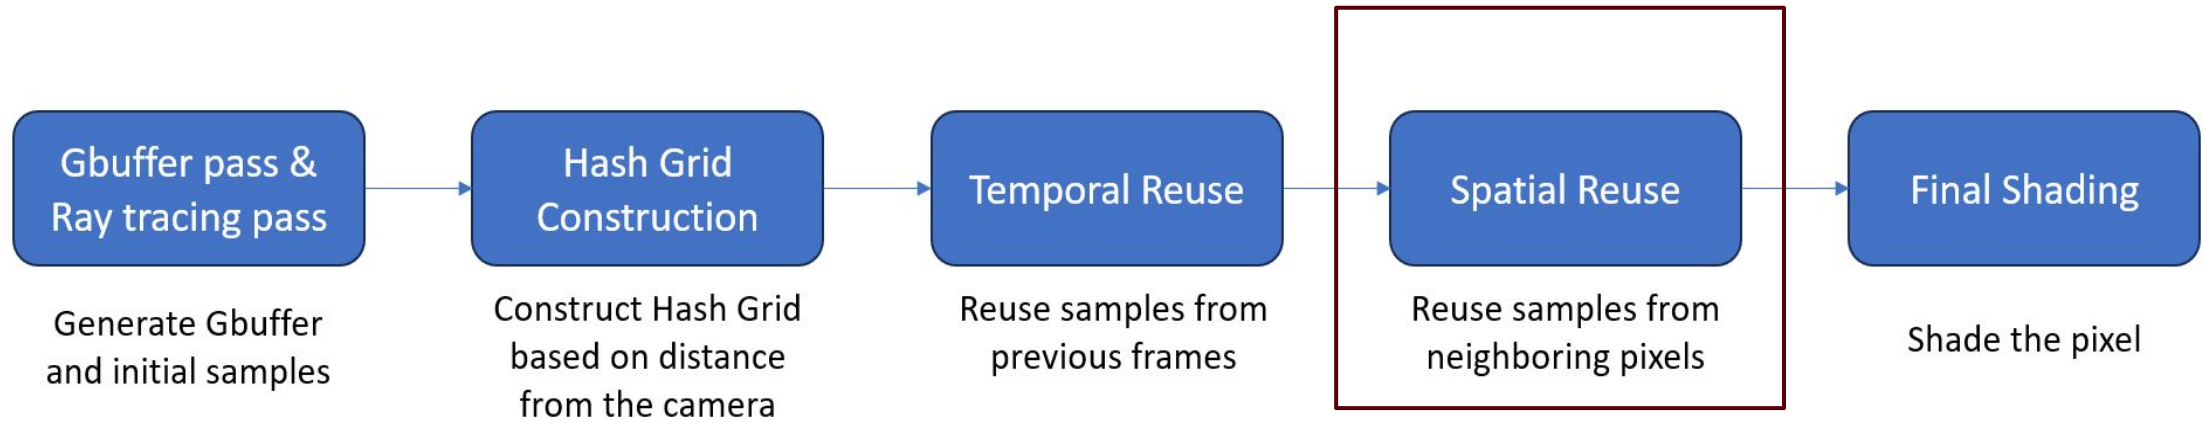 Gbuffer pass &
Ray tracing pass
Generate Gbuffer
and initial samples
Hash Grid
Construction
Construct Hash Grid
based on distance
from the camera
Temporal Reuse
Reuse samples from
previous frames
Spatial Reuse
Reuse samples from
neighboring pixels
Final Shading
Shade the pixel